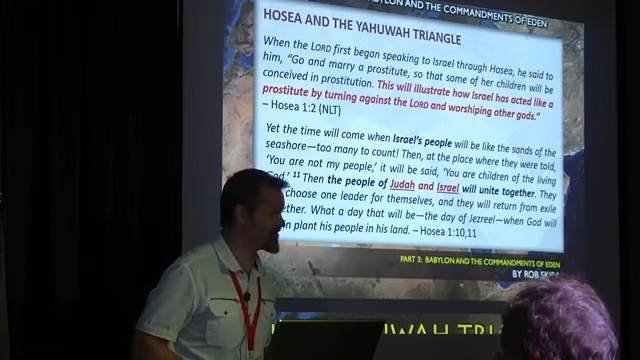 BABYLON AND THE COMMANDMENTS OF EDEN
HOSEA AND THE YAHUWAH TRIANGLE
When the LORD first began speaking to Israel through Hosea, he said to
him, “Go and marry a prostitute, so that some of her children will be
conceived in prostitution. This will illustrate how Israel has acted like a
prostitute by turning against the LORD and worshiping other gods.”
– Hosea 1:2 (NLT)
Yet the time will come when Israel’s people will be like the sands of the
seashore—too many to count! Then, at the place where they were told,
‘You are not my people,’ it will be said, ‘You are children of the living
God.’ 11 Then the people of Judah and Israel will unite together. They
choose one leader for themselves, and they will return from exile
What a day that will be—the day of Jezreel—when God will
plant his people in his land. – Hosea 1:10,11
PART 3: BABYLON AND THE COMMANDMENTS OF EDEN
BY ROB SKIBA